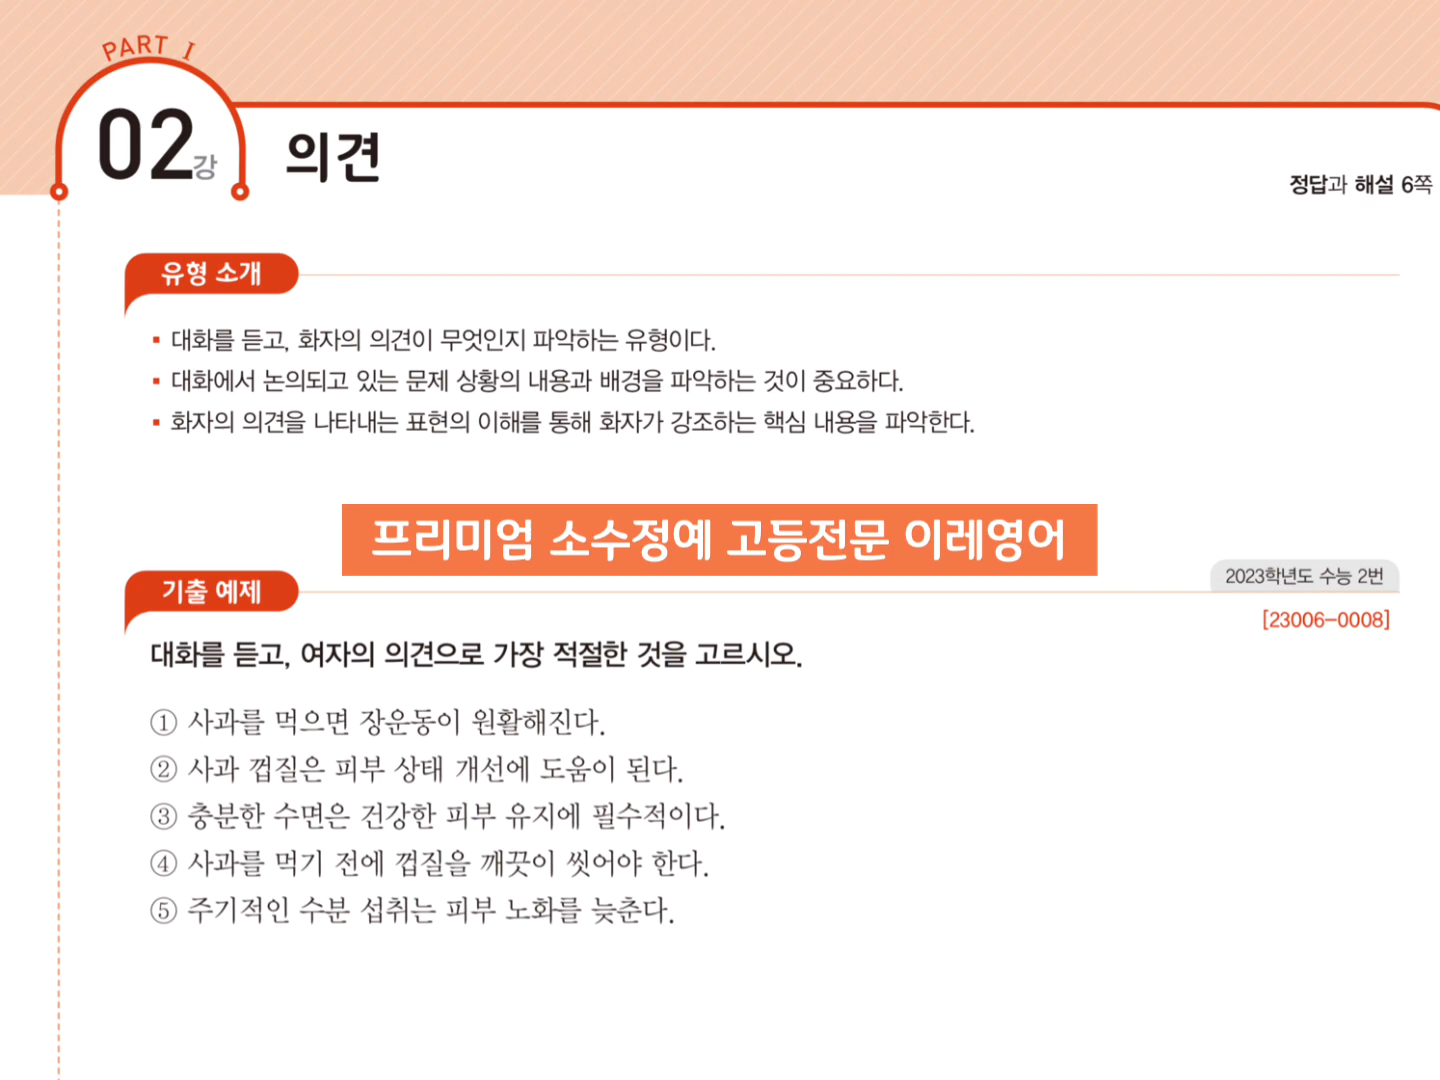 PART I
02강 의견
정답과 해설 6쪽
유형 소개
▪ 대화를 듣고, 화자의 의견이 무엇인지 파악하는 유형이다.
▪ 대화에서 논의되고 있는 문제 상황의 내용과 배경을 파악하는 것이 중요하다.
▪ 화자의 의견을 나타내는 표현의 이해를 통해 화자가 강조하는 핵심 내용을 파악한다.
프리미엄 소수정예 고등전문 이레영어
기출 예제
2023학년도 수능 2번
[23006-0008]
대화를 듣고, 여자의 의견으로 가장 적절한 것을 고르시오.
① 사과를 먹으면 장운동이 원활해진다.
② 사과 껍질은 피부 상태 개선에 도움이 된다.
③ 충분한 수면은 건강한 피부 유지에 필수적이다.
④ 사과를 먹기 전에 껍질을 깨끗이 씻어야 한다.
⑤ 주기적인 수분 섭취는 피부 노화를 늦춘다.